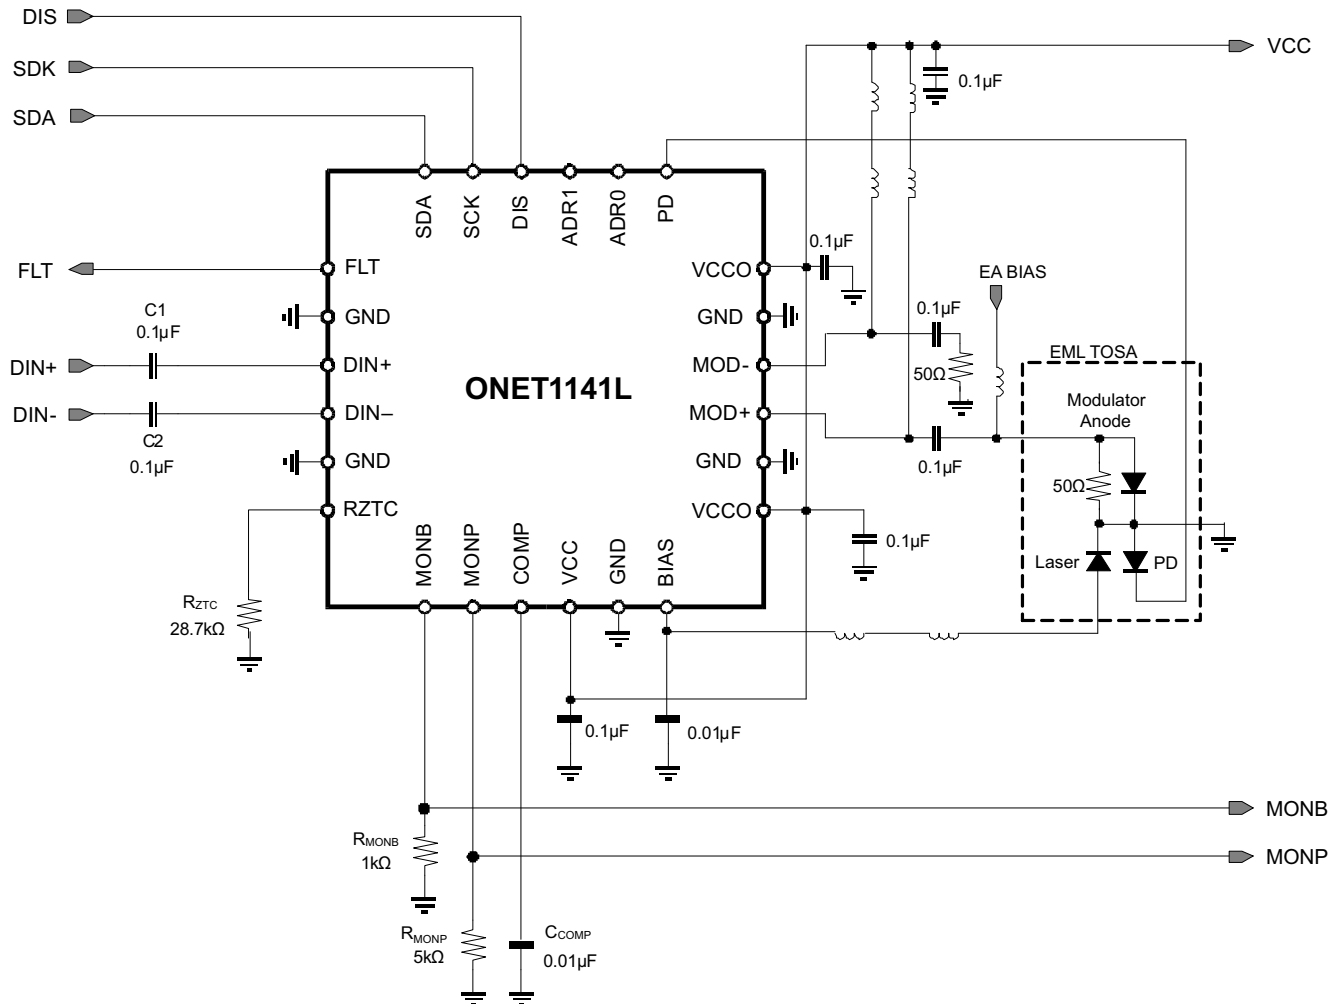 DIS
SDK
SDA
VCC
0.1µF
SDA
SCK
DIS
ADR1
ADR0
PD
FLT
FLT
VCCO
0.1µF
EA BIAS
C1
0.1µF
GND
GND
0.1µF
DIN+
DIN+
MOD-
50Ω
EML TOSA
ONET1141L
Modulator
Anode
DIN-
DIN–
MOD+
C2
0.1µF
GND
GND
0.1µF
50Ω
RZTC
VCCO
0.1µF
MONB
MONP
COMP
VCC
GND
BIAS
Laser
PD
RZTC
28.7kΩ
0.1µF
0.01µF
MONB
RMONB
1kΩ
MONP
RMONP
5kΩ
CCOMP
0.01µF